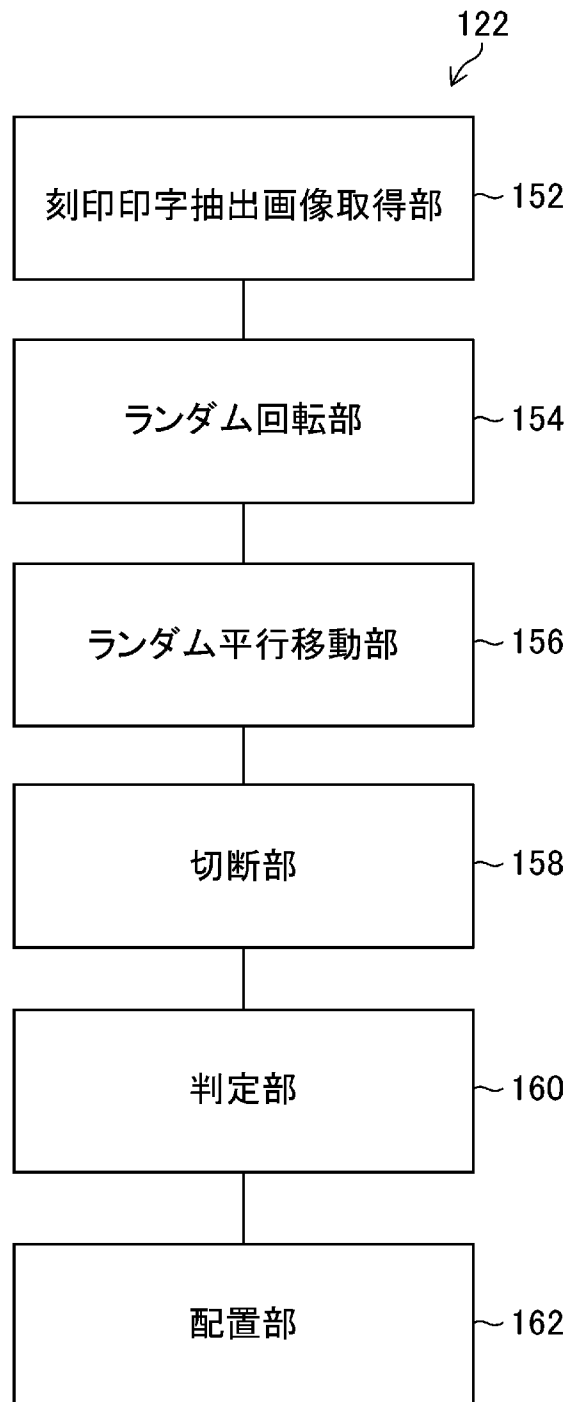 122
刻印印字抽出画像取得部 152
ランダム回転部 154
ランダム平行移動部 156
切断部 158
判定部 160
配置部 162